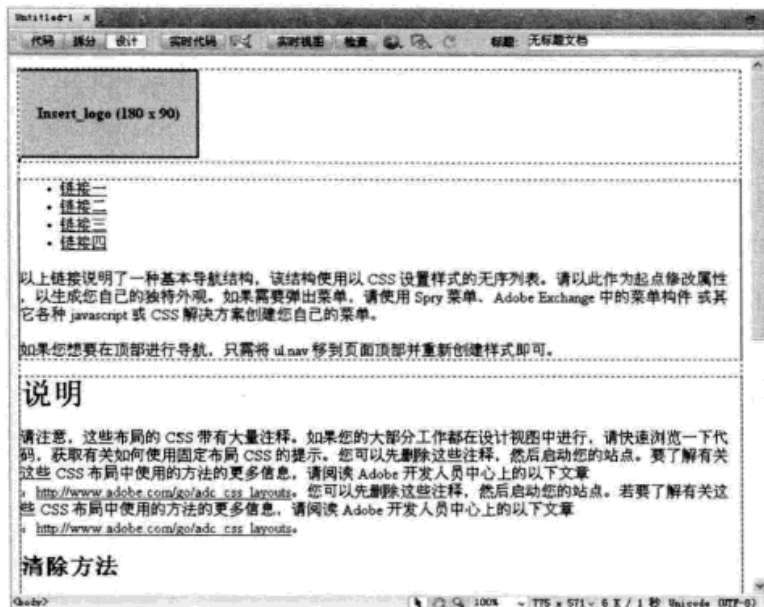 Untitled-1 ×
代码 拆分 设计 实时代码 实时视图 检查 标题: 无标题文档
Insert_logo (180 x 90)
• 链接一
• 链接二
• 链接三
• 链接四
以上链接说明了一种基本导航结构，该结构使用以 CSS 设置样式的无序列表。请以此作为起点修改属性
，以生成您自己的独特外观。如果需要弹出菜单，请使用 Spry 菜单、Adobe Exchange 中的菜单构件 或其
它各种 javascript 或 CSS 解决方案创建您自己的菜单。
如果您想要在顶部进行导航，只需将 ul.nav 移到页面顶部并重新创建样式即可。
说明
请注意，这些布局的 CSS 带有大量注释。如果您的大部分工作都在设计视图中进行，请快速浏览一下代
码，获取有关如何使用固定布局 CSS 的提示。您可以先删除这些注释，然后启动您的站点。要了解有关
这些 CSS 布局中使用的方法的更多信息，请阅读 Adobe 开发人员中心上的以下文章
：http://www.adobe.com/go/adc_css_layouts。您可以先删除这些注释，然后启动您的站点。若要了解有关这
些 CSS 布局中使用的方法的更多信息，请阅读 Adobe 开发人员中心上的以下文章
：http://www.adobe.com/go/adc_css_layouts。
清除方法
<body> 100% 775 x 571 6 K / 1 秒 Unicode (UTF-8)